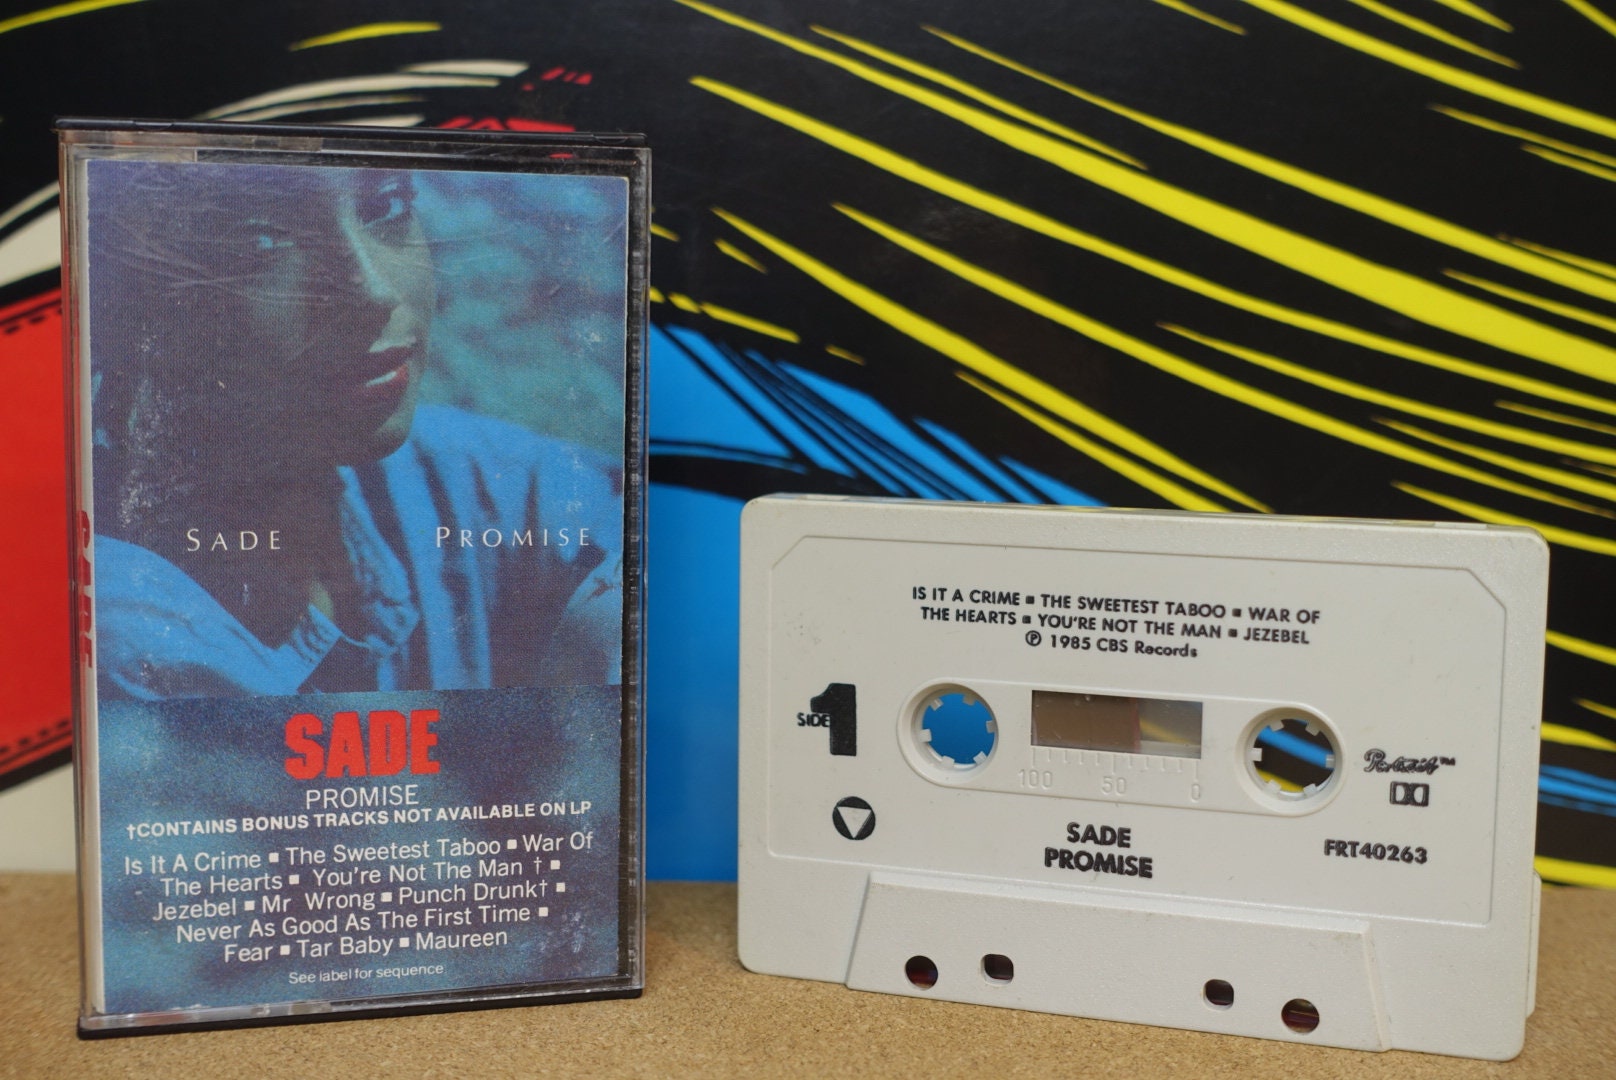 SADE
SADE PROMISE
SADE
PROMISE
†CONTAINS BONUS TRACKS NOT AVAILABLE ON LP
Is It A Crime ■ The Sweetest Taboo ■ War Of
The Hearts ■ You're Not The Man † ■
Jezebel ■ Mr Wrong ■ Punch Drunk† ■
Never As Good As The First Time ■
Fear ■ Tar Baby ■ Maureen
See label for sequence
IS IT A CRIME ■ THE SWEETEST TABOO ■ WAR OF
THE HEARTS ■ YOU'RE NOT THE MAN ■ JEZEBEL
℗ 1985 CBS Records
SIDE 1
100 50 0
SADE
PROMISE
FRT40263